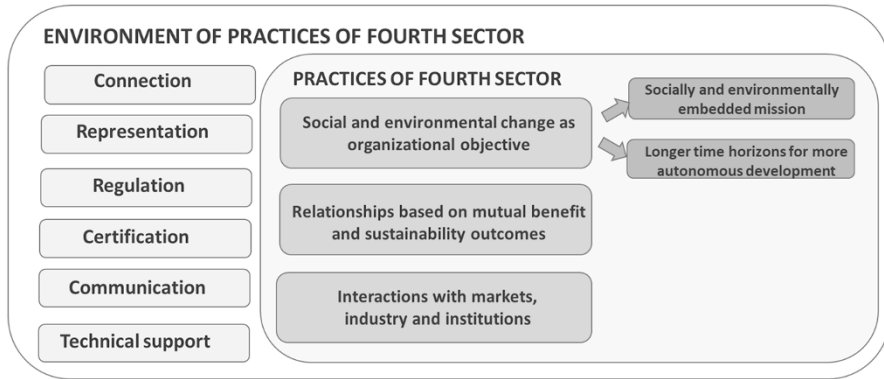 ENVIRONMENT OF PRACTICES OF FOURTH SECTOR
Connection
Representation
Regulation
Certification
Communication
Technical support
PRACTICES OF FOURTH SECTOR
Social and environmental change as
organizational objective
Socially and environmentally
embedded mission
Longer time horizons for more
autonomous development
Relationships based on mutual benefit
and sustainability outcomes
Interactions with markets,
industry and institutions